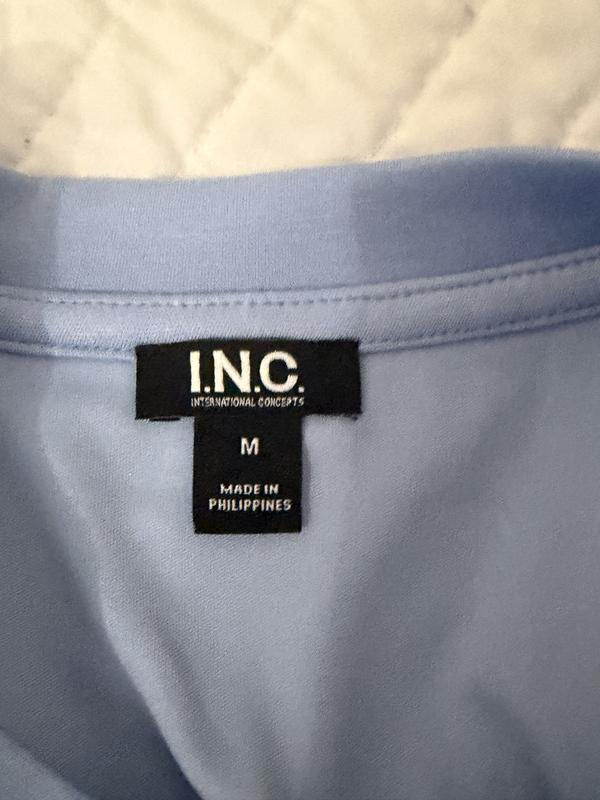 I.N.C.
INTERNATIONAL CONCEPTS
M
MADE IN
PHILIPPINES